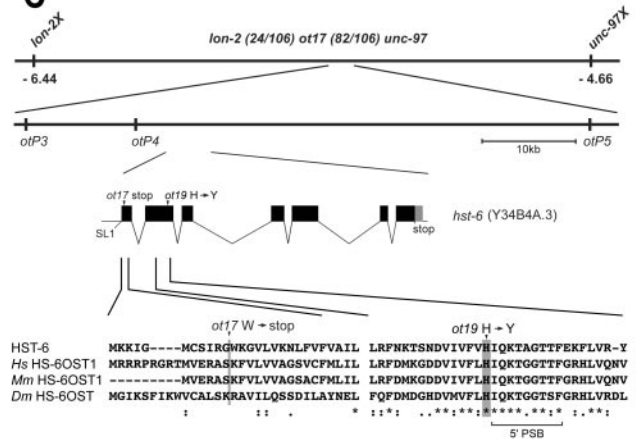 lon-2X
unc-97X
lon-2 (24/106) ot17 (82/106) unc-97
- 6.44
- 4.66
otP3
otP4
10kb
otP5
ot17 stop
ot19 H→Y
SL1
stop
hst-6 (Y34B4A.3)
ot17 W → stop
ot19 H→Y
HST-6 MKKIG----MCSIRGWKGVLVKNLFVFVAIL LRFNKTSNDVIVFVHIQKTAGTTFEKFLVR-Y
Hs HS-6OST1 MRRRPRGRTMVERASKFVLVVAGSVCFMLIL LRFDMKGDDVIVFLHIQKTGGTTFGRHLVQNV
Mm HS-6OST1 ---------MVERASKFVLVVAGSACFMLIL LRFDMKGDDVIVFLHIQKTGGTTFGRHLVQNV
Dm HS-6OST MGIKSFIKWVCALSKRAVILQSSDILAYNEL FQFDMDGHDVMVFLHIQKTGGTSFGRHLVRDL
: :: . *: .:*: . ..**:**:*****.**:* :.**:.
5' PSB